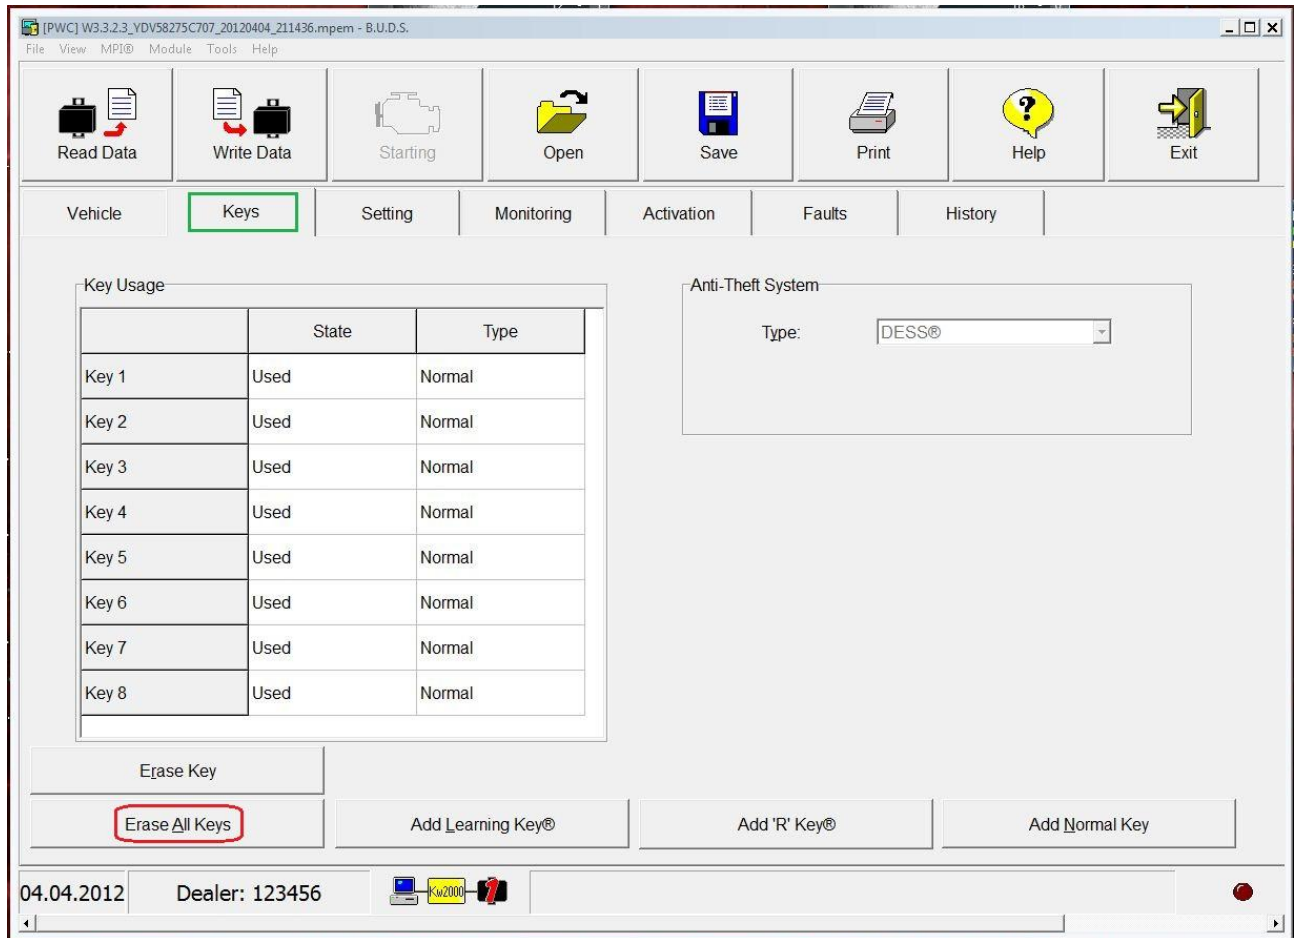 [PWC] W3.3.2.3_YDV58275C707_20120404_211436.mpem - B.U.D.S.
File View MPI® Module Tools Help
Read Data Write Data Starting Open Save Print Help Exit
Vehicle Keys Setting Monitoring Activation Faults History
Key Usage Anti-Theft System
State Type Type: DESS®
Key 1 Used Normal
Key 2 Used Normal
Key 3 Used Normal
Key 4 Used Normal
Key 5 Used Normal
Key 6 Used Normal
Key 7 Used Normal
Key 8 Used Normal
Erase Key
Erase All Keys Add Learning Key® Add 'R' Key® Add Normal Key
04.04.2012 Dealer: 123456 Kw2000 1